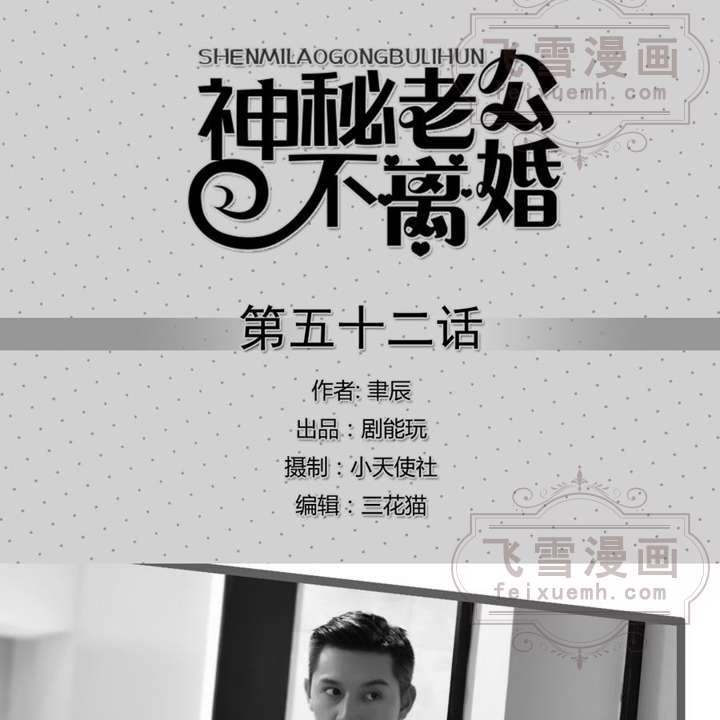 SHENMILAOGONGBULIHUN
神秘老公
不离婚
飞雪漫画
feixuemh.com
第五十二话
作者: 聿辰
出品：剧能玩
摄制：小天使社
编辑：三花猫
飞雪漫画
feixuemh.com